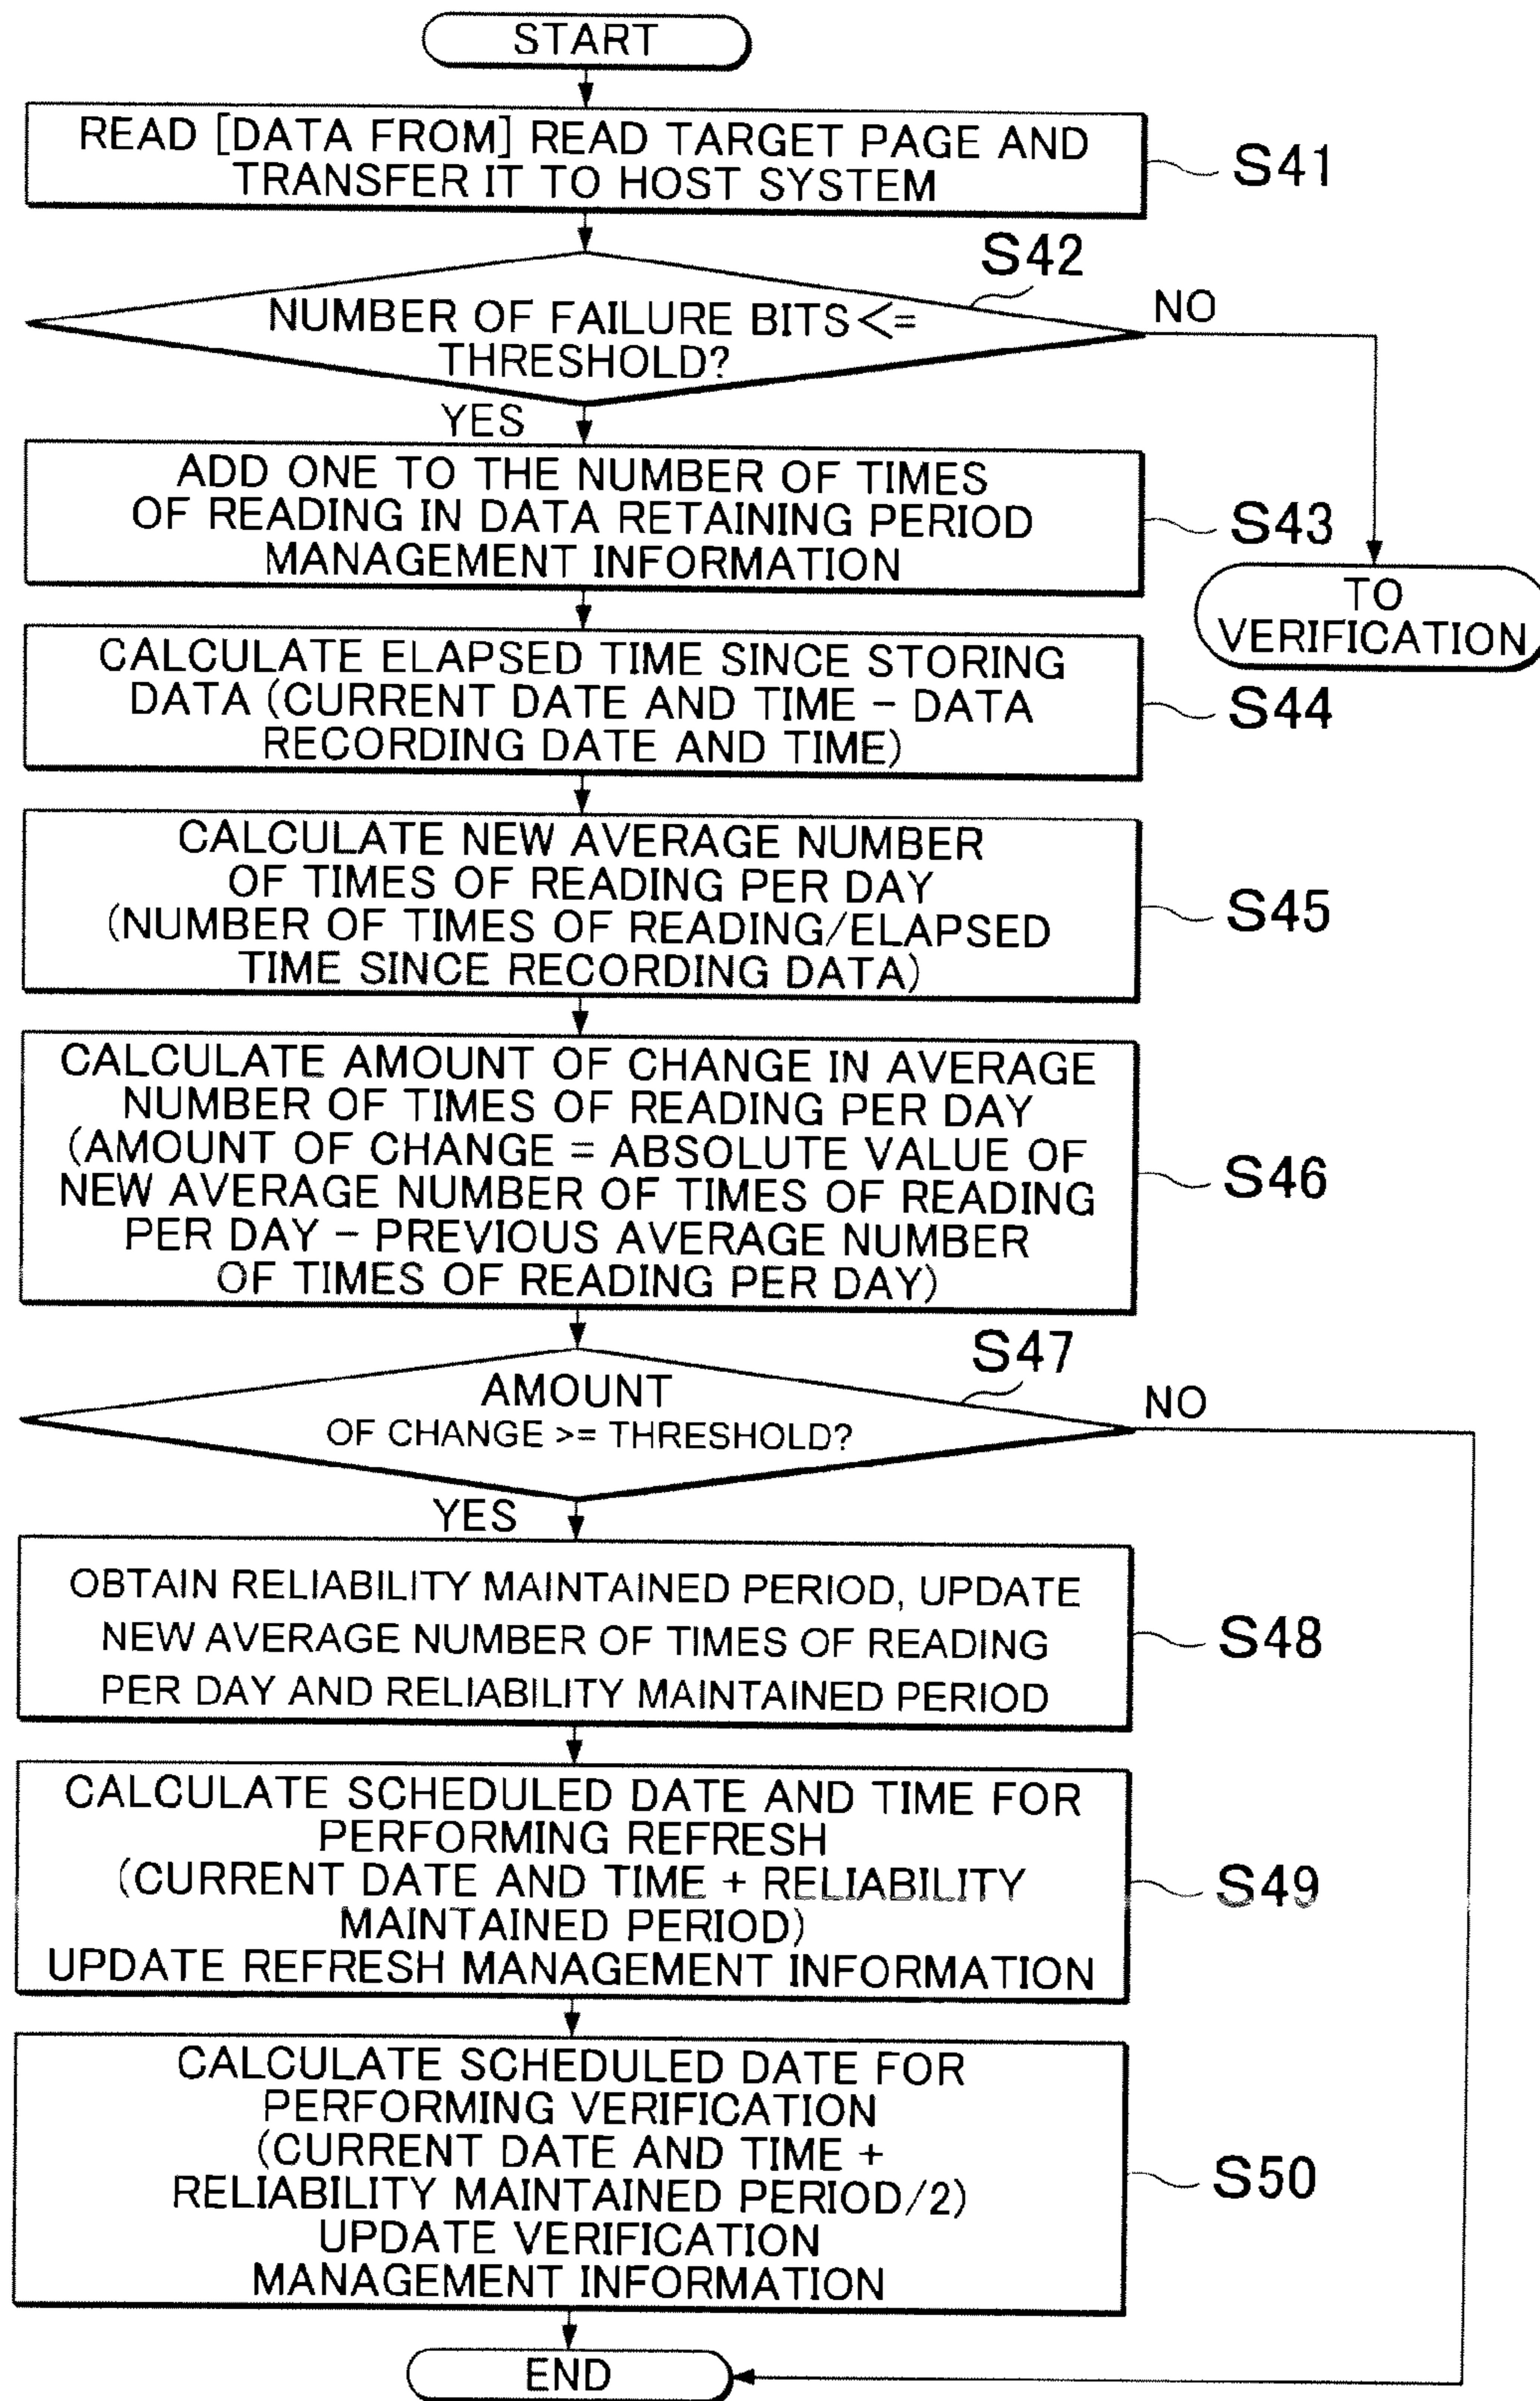 START
READ [DATA FROM] READ TARGET PAGE AND
TRANSFER IT TO HOST SYSTEM
S41
S42
NUMBER OF FAILURE BITS <=
THRESHOLD?
NO
YES
ADD ONE TO THE NUMBER OF TIMES
OF READING IN DATA RETAINING PERIOD
MANAGEMENT INFORMATION
S43
TO
VERIFICATION
CALCULATE ELAPSED TIME SINCE STORING
DATA (CURRENT DATE AND TIME - DATA
RECORDING DATE AND TIME)
S44
CALCULATE NEW AVERAGE NUMBER
OF TIMES OF READING PER DAY
(NUMBER OF TIMES OF READING/ELAPSED
TIME SINCE RECORDING DATA)
S45
CALCULATE AMOUNT OF CHANGE IN AVERAGE
NUMBER OF TIMES OF READING PER DAY
(AMOUNT OF CHANGE = ABSOLUTE VALUE OF
NEW AVERAGE NUMBER OF TIMES OF READING
PER DAY - PREVIOUS AVERAGE NUMBER
OF TIMES OF READING PER DAY)
S46
S47
AMOUNT
OF CHANGE >= THRESHOLD?
NO
YES
OBTAIN RELIABILITY MAINTAINED PERIOD, UPDATE
NEW AVERAGE NUMBER OF TIMES OF READING
PER DAY AND RELIABILITY MAINTAINED PERIOD
S48
CALCULATE SCHEDULED DATE AND TIME FOR
PERFORMING REFRESH
(CURRENT DATE AND TIME + RELIABILITY
MAINTAINED PERIOD)
UPDATE REFRESH MANAGEMENT INFORMATION
S49
CALCULATE SCHEDULED DATE FOR
PERFORMING VERIFICATION
(CURRENT DATE AND TIME +
RELIABILITY MAINTAINED PERIOD/2)
UPDATE VERIFICATION
MANAGEMENT INFORMATION
S50
END